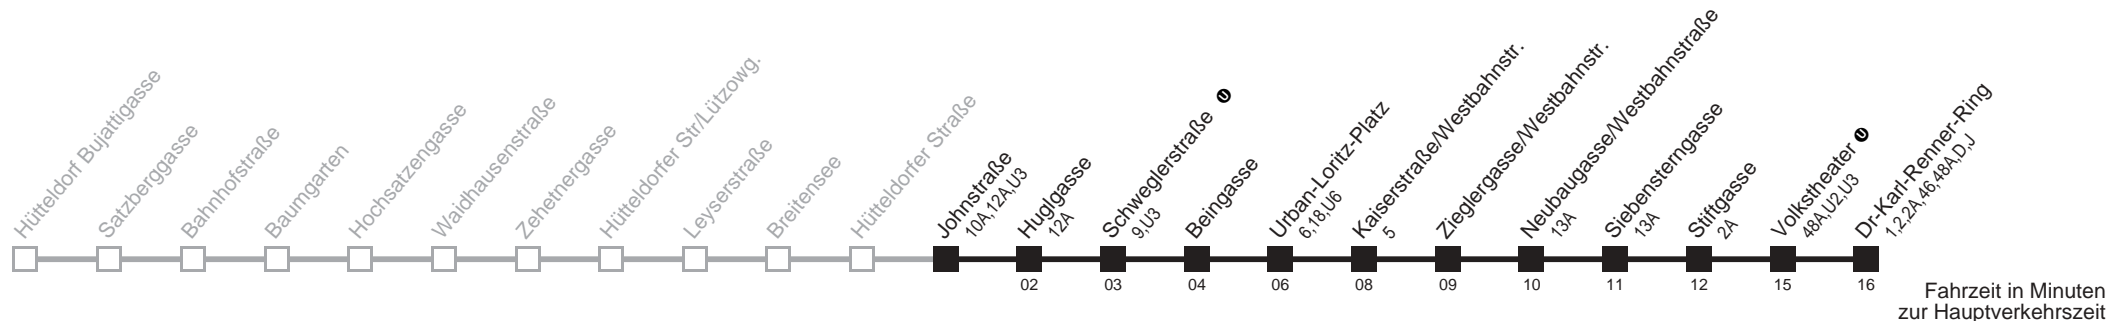 Hütteldorf Bujattigasse
Satzberggasse
Bahnhofstraße
Baumgarten
Hochsatzengasse
Waidhausenstraße
Zehetnergasse
Hütteldorfer Str/Lützowg.
Leyserstraße
Breitensee
Hütteldorfer Straße
Johnstraße
10A,12A,U3
Huglgasse
12A
Schweglerstraße U
9,U3
Beingasse
Urban-Loritz-Platz
6,18,U6
Kaiserstraße/Westbahnstr.
5
Zieglergasse/Westbahnstr.
Neubaugasse/Westbahnstraße
13A
Siebensterngasse
13A
Stiftgasse
2A
Volkstheater U
48A,U2,U3
Dr-Karl-Renner-Ring
1,2,2A,46,48A,D,J
02 03 04 06 08 09 10 11 12 15 16
Fahrzeit in Minuten
zur Hauptverkehrszeit